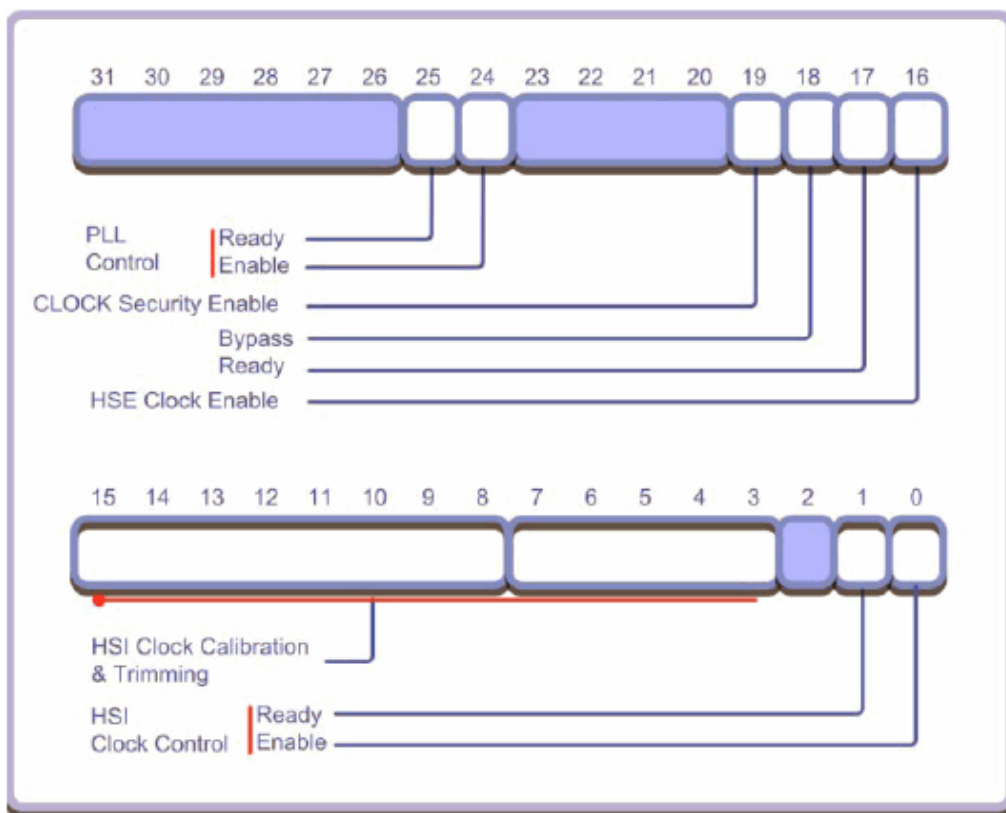 31 30 29 28 27 26 25 24 23 22 21 20 19 18 17 16
PLL Ready
Control Enable
CLOCK Security Enable
Bypass
Ready
HSE Clock Enable
15 14 13 12 11 10 9 8 7 6 5 4 3 2 1 0
HSI Clock Calibration
& Trimming
HSI Ready
Clock Control Enable